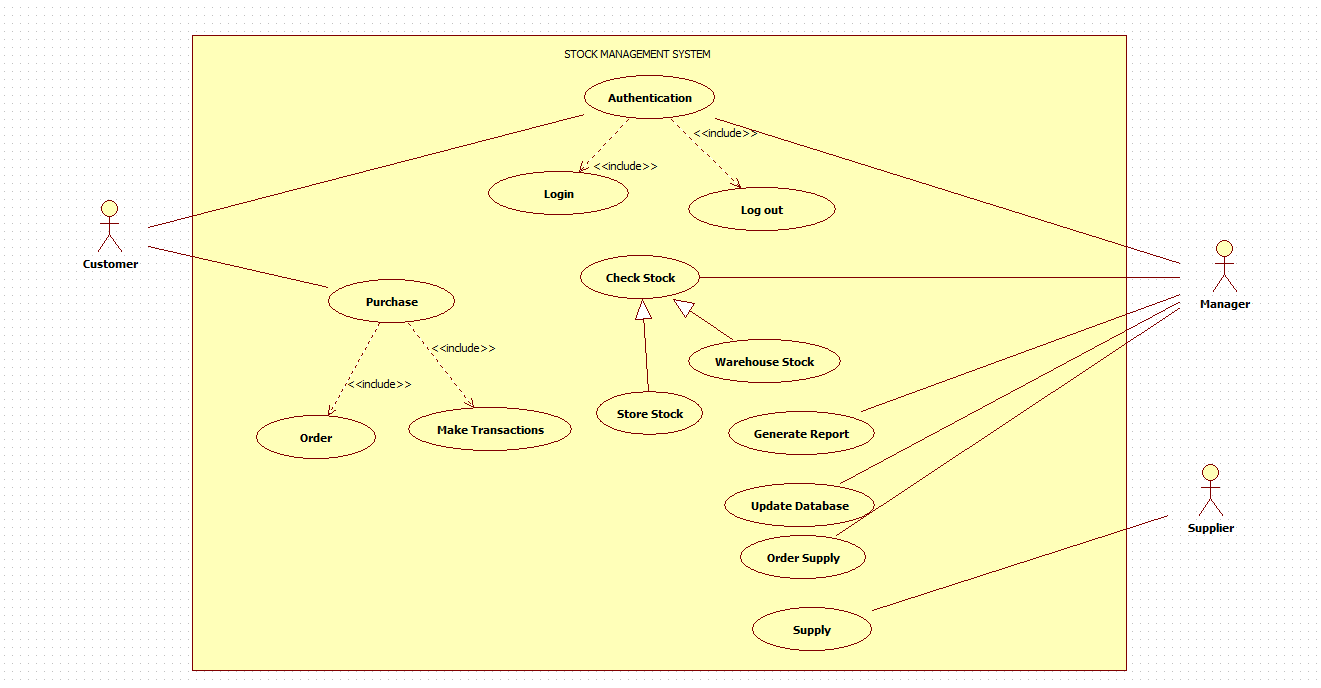 STOCK MANAGEMENT SYSTEM
Authentication
<<include>>
<<include>>
Login
Log out
Customer
Check Stock
Manager
Purchase
<<include>>
Warehouse Stock
<<include>>
Store Stock
Make Transactions
Generate Report
Order
Update Database
Supplier
Order Supply
Supply